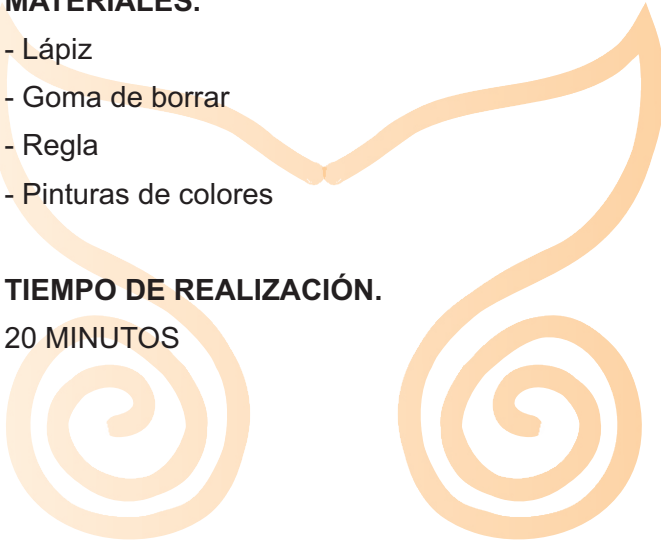 MATERIALES.
- Lápiz
- Goma de borrar
- Regla
- Pinturas de colores
TIEMPO DE REALIZACIÓN.
20 MINUTOS